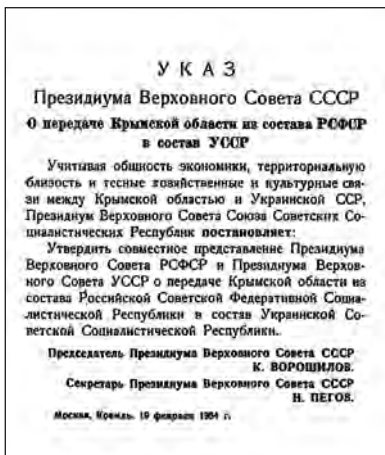 УКАЗ
Президиума Верховного Совета СССР
О передаче Крымской области из состава РСФСР
в состав УССР
Учитывая общность экономики, территориальную
близость и тесные хозяйственные и культурные свя-
зи между Крымской областью и Украинской ССР,
Президиум Верховного Совета Союза Советских Со-
циалистических Республик постановляет:
Утвердить совместное представление Президиума
Верховного Совета РСФСР и Президиума Верхов-
ного Совета УССР о передаче Крымской области из
состава Российской Советской Федеративной Социа-
листической Республики в состав Украинской Со-
ветской Социалистической Республики.
Председатель Президиума Верховного Совета СССР
К. ВОРОШИЛОВ.
Секретарь Президиума Верховного Совета СССР
Н. ПЕГОВ.
Москва, Кремль. 19 февраля 1954 г.